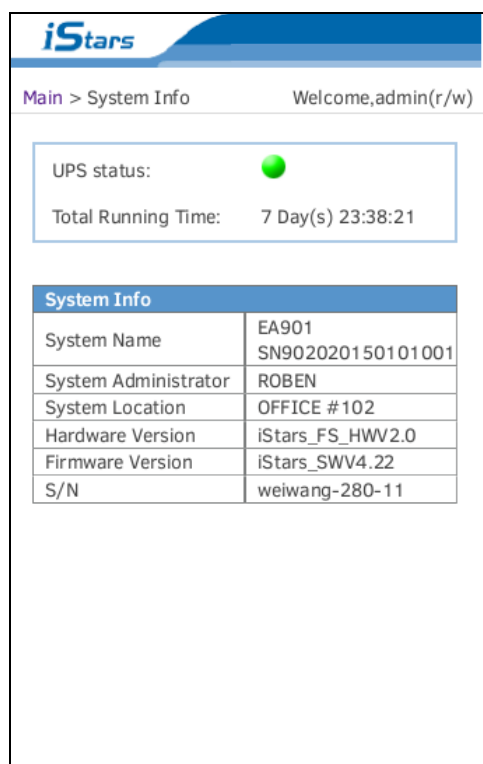 iStars
Main > System Info Welcome,admin(r/w)
UPS status:
Total Running Time: 7 Day(s) 23:38:21
System Info
System Name EA901
SN902020150101001
System Administrator ROBEN
System Location OFFICE #102
Hardware Version iStars_FS_HWV2.0
Firmware Version iStars_SWV4.22
S/N weiwang-280-11